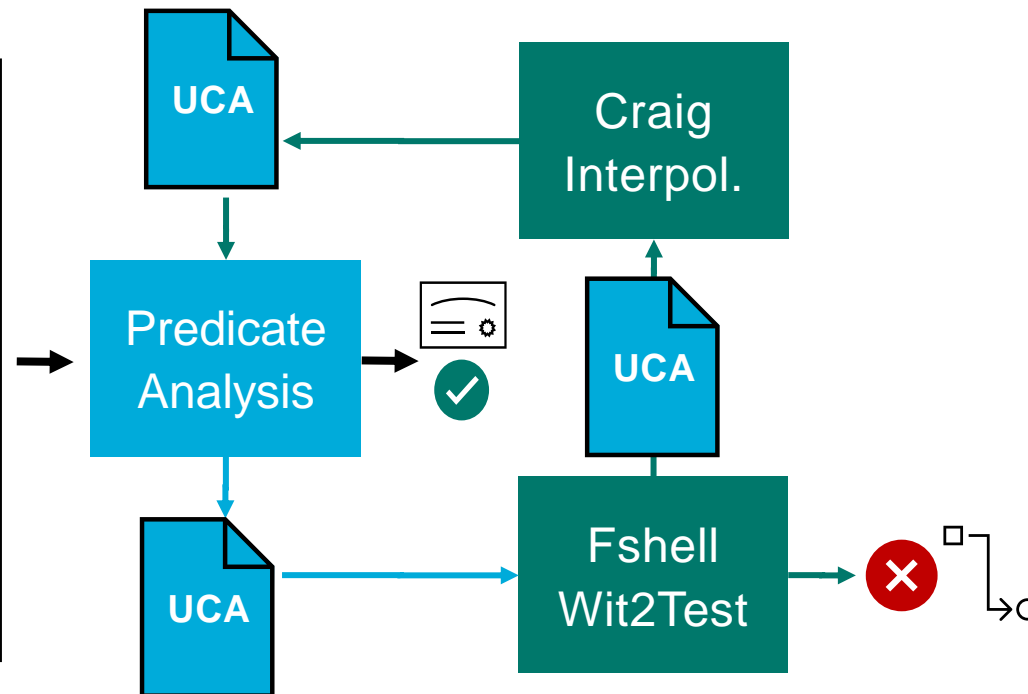 UCA
Craig
Interpol.
Predicate
Analysis
UCA
UCA
Fshell
Wit2Test